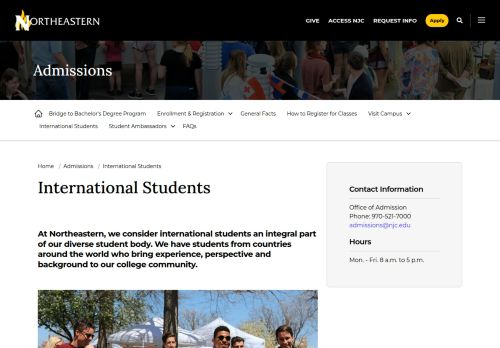 NORTHEASTERN
GIVE ACCESS NJC REQUEST INFO Apply
Admissions
Bridge to Bachelor's Degree Program Enrollment & Registration General Facts How to Register for Classes Visit Campus
International Students Student Ambassadors FAQs
Home / Admissions / International Students
International Students
At Northeastern, we consider international students an integral part
of our diverse student body. We have students from countries
around the world who bring experience, perspective and
background to our college community.
Contact Information
Office of Admission
Phone: 970-521-7000
admissions@njc.edu
Hours
Mon. - Fri. 8 a.m. to 5 p.m.